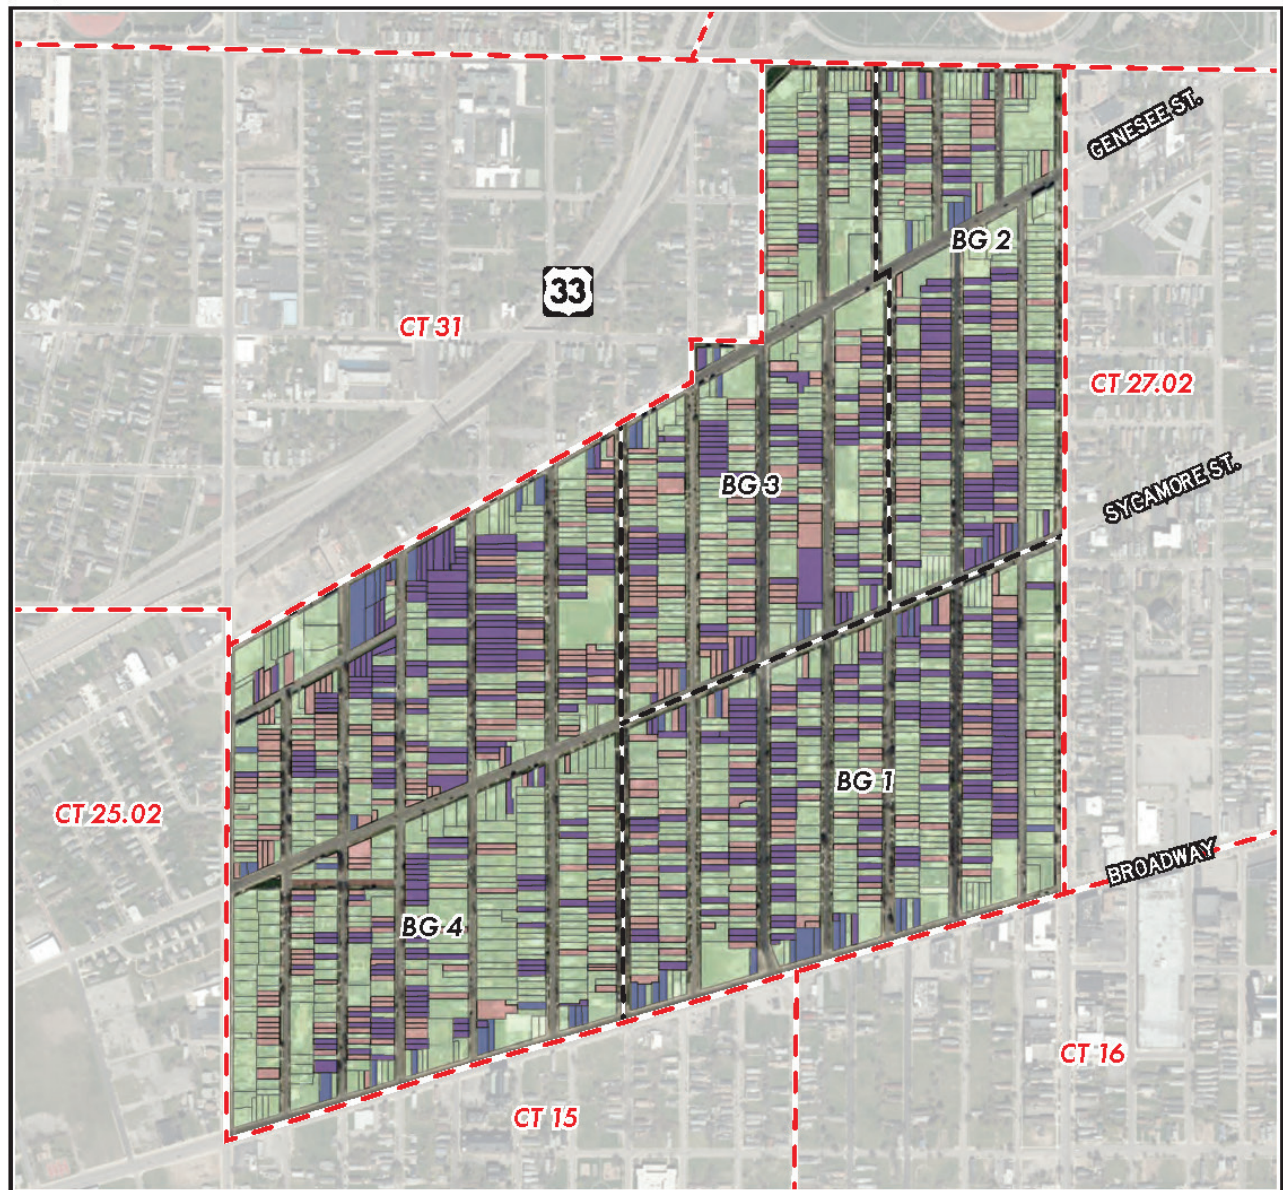 GENESEE ST.
BG 2
33
CT 31
CT 27.02
BG 3
SYCAMORE ST.
BG 1
CT 25.02
BROADWAY
BG 4
CT 16
CT 15